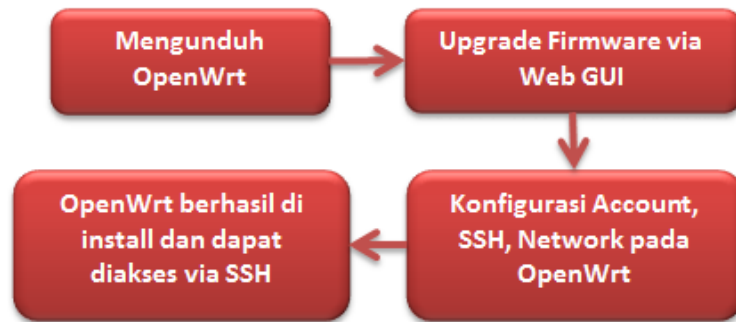 Mengunduh
OpenWrt
Upgrade Firmware via
Web GUI
Konfigurasi Account,
SSH, Network pada
OpenWrt
OpenWrt berhasil di
install dan dapat
diakses via SSH